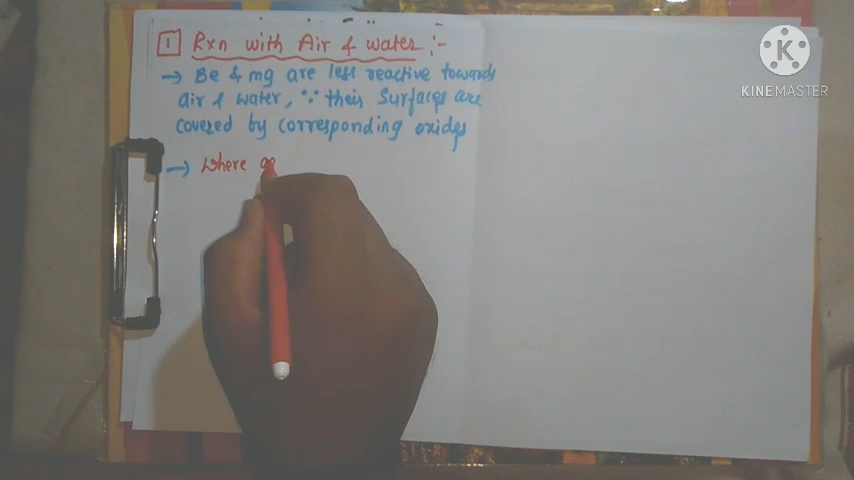 1 Rxn with Air & water :-
→ Be & mg are less reactive towards
air & water, ∵ their Surfaces are
covered by corresponding oxides
→ Where
KINEMASTER